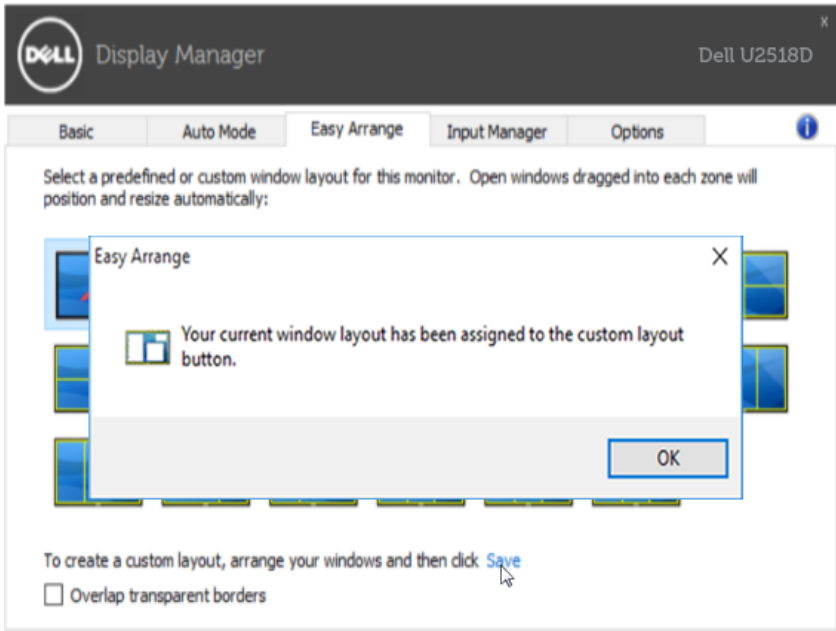 x
DELL
Display Manager
Dell U2518D
Basic Auto Mode Easy Arrange Input Manager Options
Select a predefined or custom window layout for this monitor. Open windows dragged into each zone will
position and resize automatically:
Easy Arrange
Your current window layout has been assigned to the custom layout
button.
OK
To create a custom layout, arrange your windows and then click Save
Overlap transparent borders